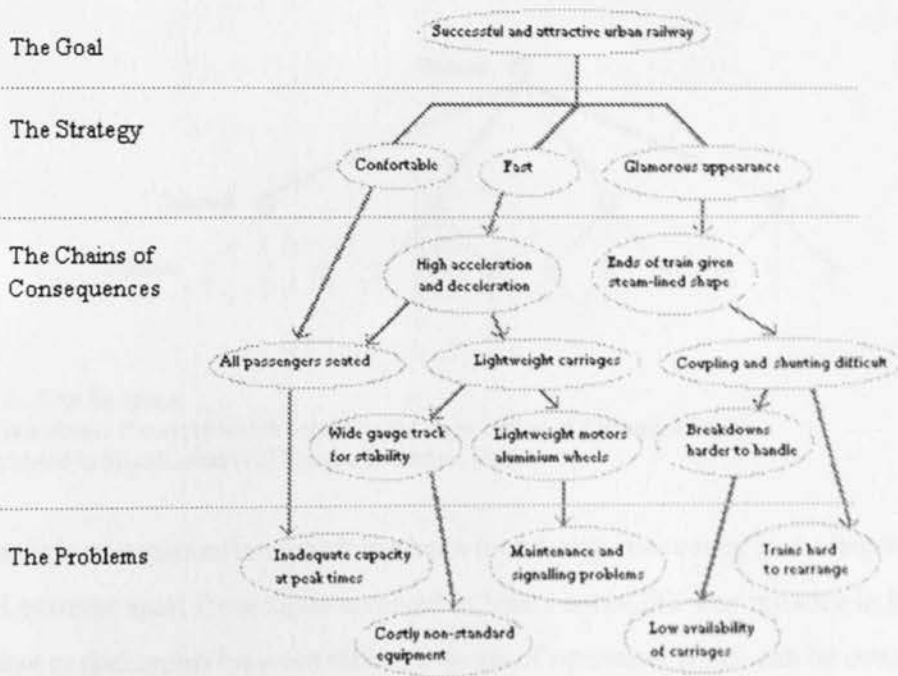 The Goal
Successful and attractive urban railway
The Strategy
Confortable
Fast
Glamorous appearance
The Chains of
Consequences
High acceleration
and deceleration
Ends of train given
steam-lined shape
All passengers seated
Lightweight carriages
Coupling and shunting difficult
Wide gauge track
for stability
Lightweight motors
aluminium wheels
Breakdowns
harder to handle
The Problems
Inadequate capacity
at peak times
Maintenance and
signalling problems
Trains hard
to rearrange
Costly non-standard
equipment
Low availability
of carriages